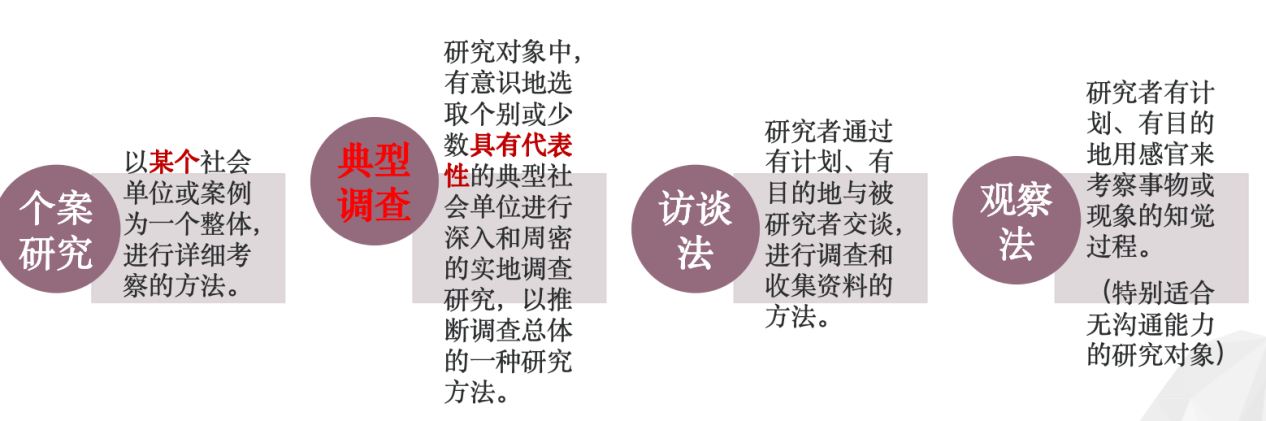 个案
研究
以某个社会
单位或案例
为一个整体，
进行详细考
察的方法。
典型
调查
研究对象中，
有意识地选
取个别或少
数具有代表
性的典型社
会单位进行
深入和周密
的实地调查
研究，以推
断调查总体
的一种研究
方法。
访谈
法
研究者通过
有计划、有
目的地与被
研究者交谈，
进行调查和
收集资料的
方法。
观察
法
研究者有计
划、有目的
地用感官来
考察事物或
现象的知觉
过程。
（特别适合
无沟通能力
的研究对象）